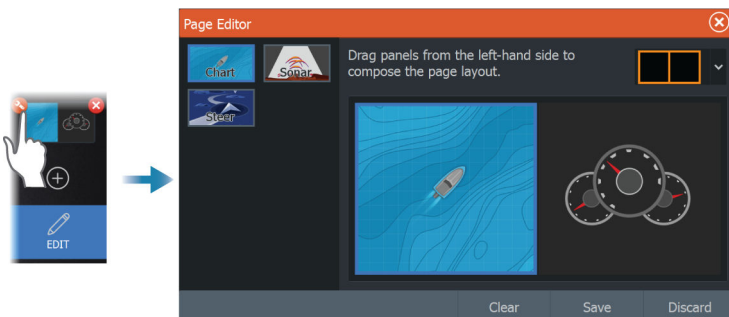 Page Editor
Chart
Sonar
Steer
Drag panels from the left-hand side to
compose the page layout.
EDIT
Clear
Save
Discard